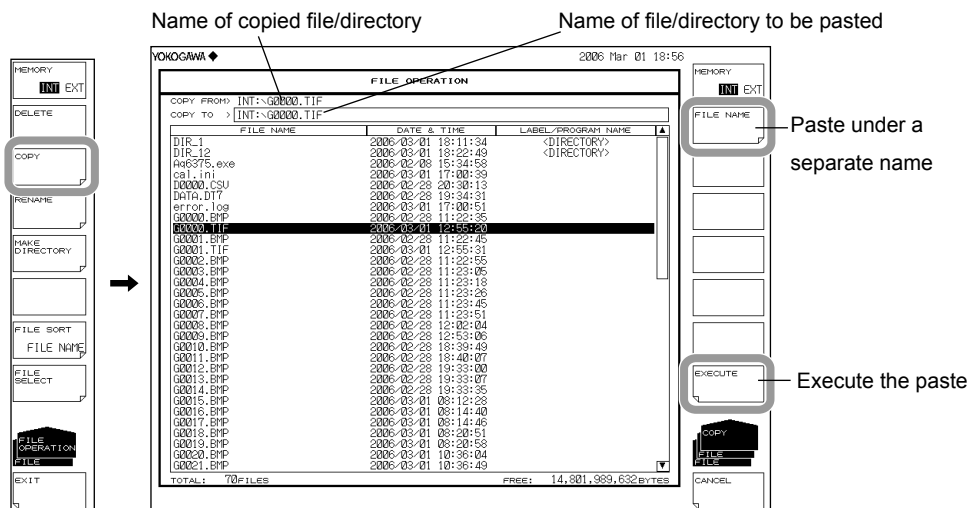 Name of copied file/directory
Name of file/directory to be pasted
MEMORY
INT EXT
DELETE
COPY
RENAME
MAKE
DIRECTORY
FILE SORT
FILE NAME
FILE
SELECT
FILE
OPERATION
FILE
EXIT
YOKOGAWA 2006 Mar 01 18:56
FILE OPERATION
COPY FROM> INT:\G0000.TIF
COPY TO > INT:\G0000.TIF
FILE NAME DATE & TIME LABEL/PROGRAM NAME
DIR_1 2006/03/01 18:11:34 <DIRECTORY>
DIR_12 2006/03/01 18:22:49 <DIRECTORY>
Aq6375.exe 2006/02/08 15:34:58
cal.ini 2006/03/01 17:00:39
D0000.CSV 2006/02/28 20:30:13
DATA.DT7 2006/02/28 19:34:31
error.log 2006/03/01 17:00:51
G0000.BMP 2006/02/28 11:22:35
G0000.TIF 2006/03/01 12:55:20
G0001.BMP 2006/02/28 11:22:45
G0001.TIF 2006/03/01 12:55:31
G0002.BMP 2006/02/28 11:22:55
G0003.BMP 2006/02/28 11:23:05
G0004.BMP 2006/02/28 11:23:18
G0005.BMP 2006/02/28 11:23:26
G0006.BMP 2006/02/28 11:23:45
G0007.BMP 2006/02/28 11:23:51
G0008.BMP 2006/02/28 12:02:04
G0009.BMP 2006/02/28 12:53:06
G0010.BMP 2006/02/28 18:39:49
G0011.BMP 2006/02/28 18:40:07
G0012.BMP 2006/02/28 19:33:00
G0013.BMP 2006/02/28 19:33:07
G0014.BMP 2006/02/28 19:33:35
G0015.BMP 2006/03/01 08:12:28
G0016.BMP 2006/03/01 08:14:40
G0017.BMP 2006/03/01 08:14:46
G0018.BMP 2006/03/01 08:20:51
G0019.BMP 2006/03/01 08:20:58
G0020.BMP 2006/03/01 10:36:04
G0021.BMP 2006/03/01 10:36:49
TOTAL: 70FILES FREE: 14,801,989,632BYTES
MEMORY
INT EXT
FILE NAME
EXECUTE
COPY
FILE
FILE
CANCEL
Paste under a
separate name
Execute the paste